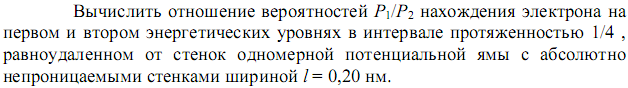 Вычислить отношение вероятностей P₁/P₂ нахождения электрона на
первом и втором энергетических уровнях в интервале протяженностью 1/4 ,
равноудаленном от стенок одномерной потенциальной ямы с абсолютно
непроницаемыми стенками шириной l = 0,20 нм.